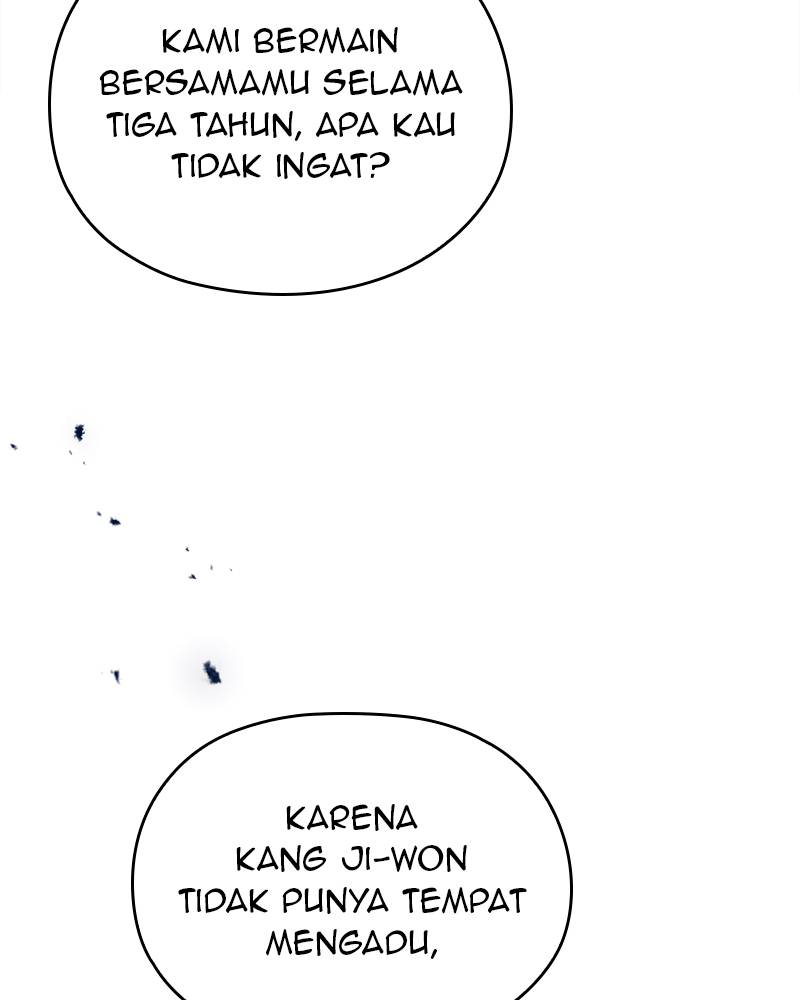 KAMI BERMAIN
BERSAMAMU SELAMA
TIGA TAHUN, APA KAU
TIDAK INGAT?
KARENA
KANG JI-WON
TIDAK PUNYA TEMPAT
MENGADU,